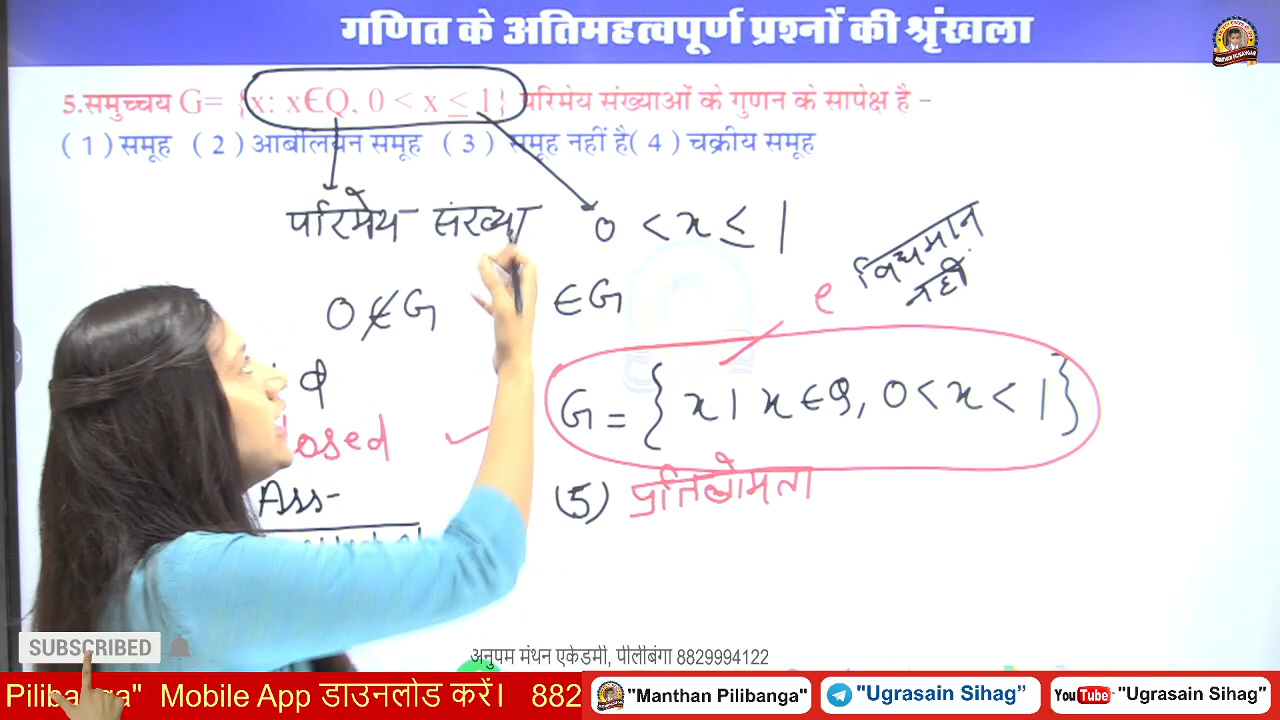 गणित के अतिमहत्वपूर्ण प्रश्नों की श्रृंखला
5.समुच्चय G= {x: x∈Q, 0 < x ≤ 1} परिमेय संख्याओं के गुणन के सापेक्ष है -
( 1 ) समूह ( 2 ) आबीलियन समूह ( 3 ) समूह नहीं है( 4 ) चक्रीय समूह
परिमेय संख्या 0 < x ≤ 1
e विद्यमान नहीं
0 ∉ G ∈ G
G = { x | x ∈ Q, 0 < x < 1 }
osed
Ass-
(5) प्रतिलोमता
SUBSCRIBED
अनुपम मंथन एकेडमी, पीलीबंगा 8829994122
Pilibanga" Mobile App डाउनलोड करें। 882
"Manthan Pilibanga"
"Ugrasain Sihag"
YouTube -"Ugrasain Sihag"